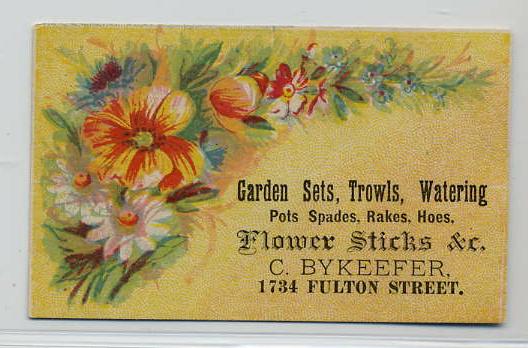 Garden Sets, Trowls, Watering
Pots Spades, Rakes, Hoes,
Flower Sticks &c.
C. BYKEEFER,
1734 FULTON STREET.